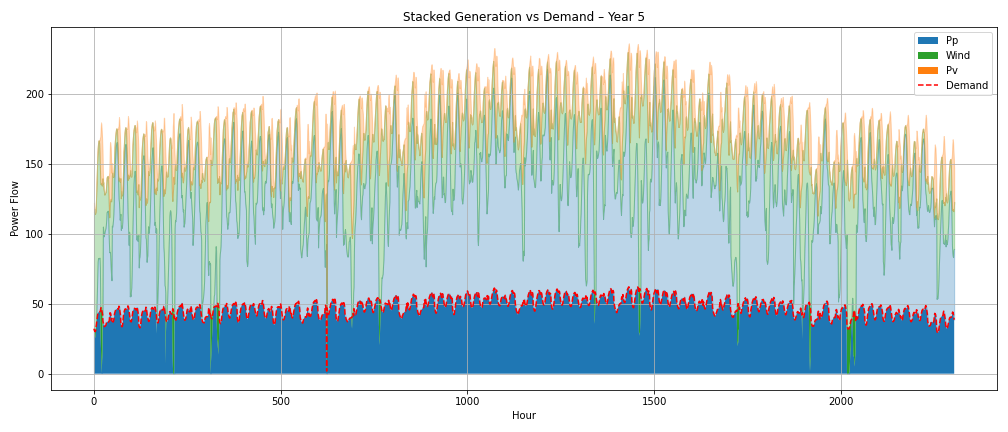 Stacked Generation vs Demand – Year 5
Pp
Wind
Pv
Demand
Power Flow
200
150
100
50
0
0
500
1000
1500
2000
Hour